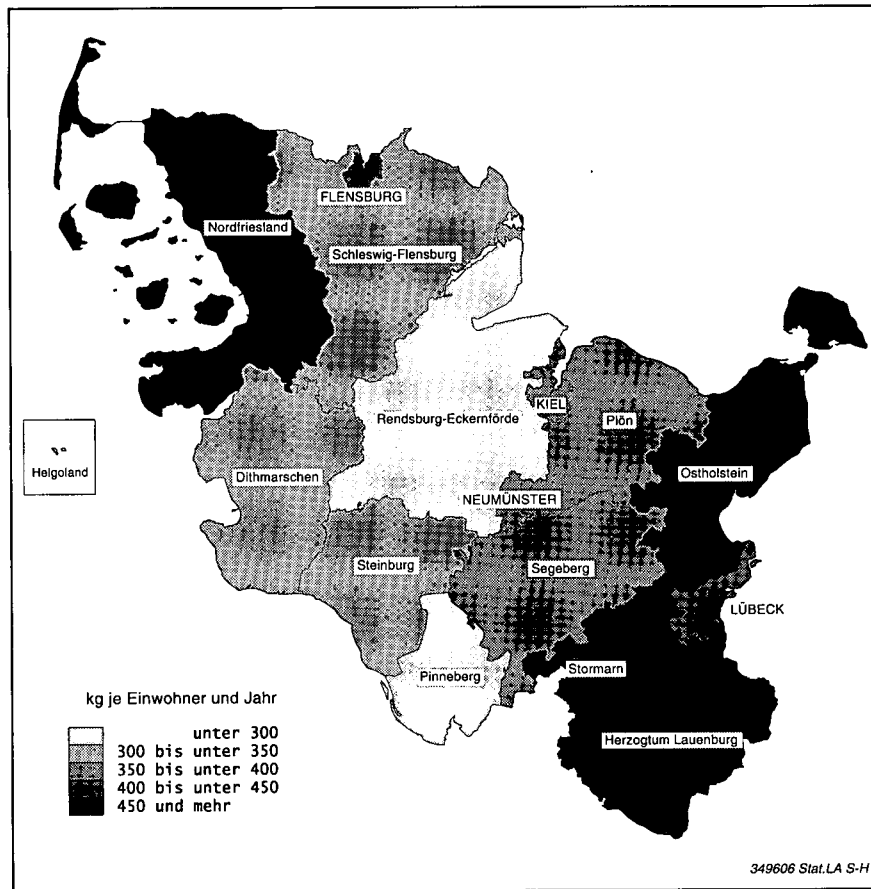 FLENSBURG
Nordfriesland
Schleswig-Flensburg
KIEL
Rendsburg-Eckernförde
Plön
Helgoland
Dithmarschen
Ostholstein
NEUMÜNSTER
Steinburg
Segeberg
LÜBECK
Stormarn
Pinneberg
kg je Einwohner und Jahr
unter 300
300 bis unter 350
350 bis unter 400
400 bis unter 450
450 und mehr
Herzogtum Lauenburg
349606 Stat.LA S-H